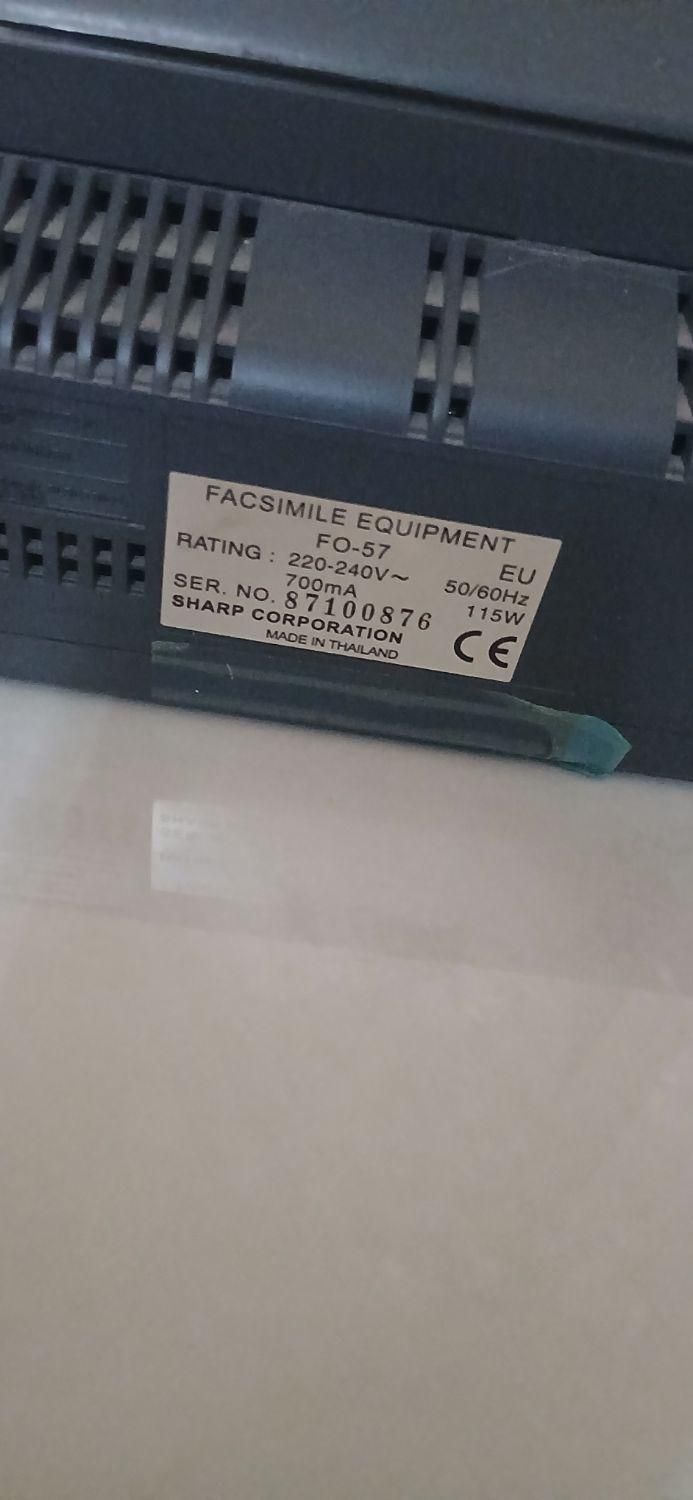 FACSIMILE EQUIPMENT
FO-57 EU
RATING : 220-240V~ 50/60Hz
700mA 115W
SER. NO. 87100876
SHARP CORPORATION CE
MADE IN THAILAND